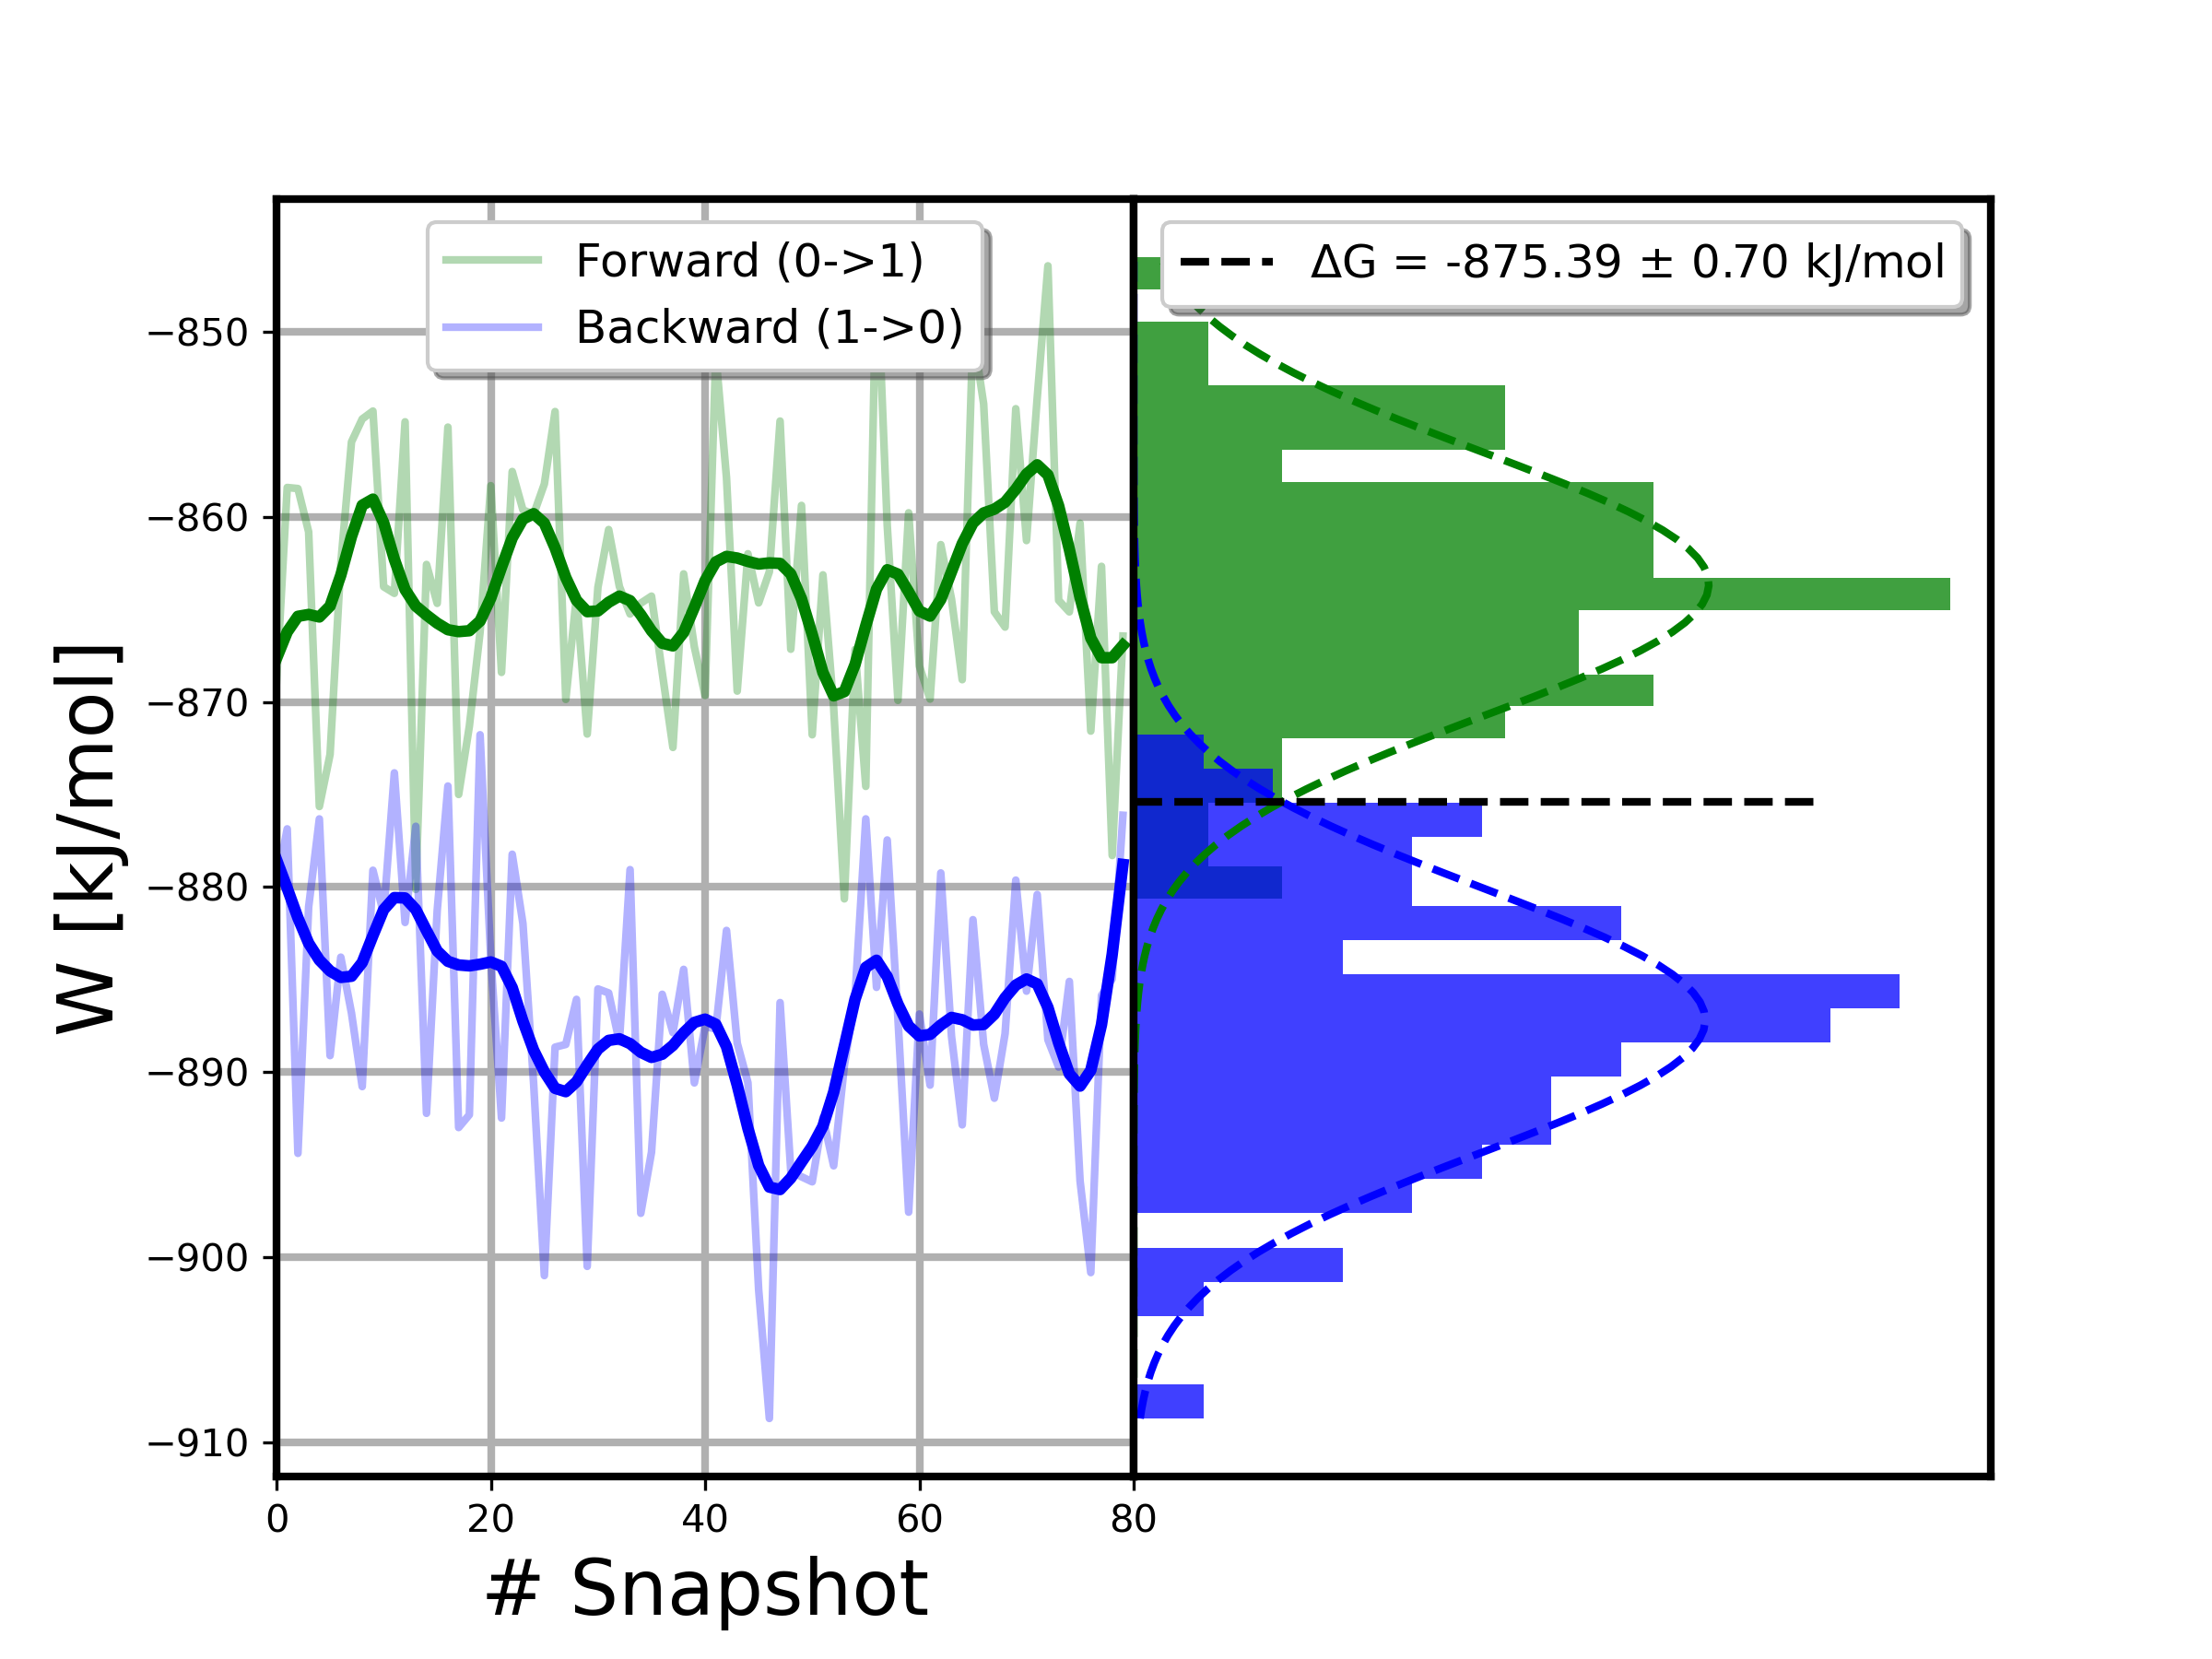 Forward (0->1)
Backward (1->0)
ΔG = -875.39 ± 0.70 kJ/mol
W [kJ/mol]
−850
−860
−870
−880
−890
−900
−910
0
20
40
60
80
# Snapshot